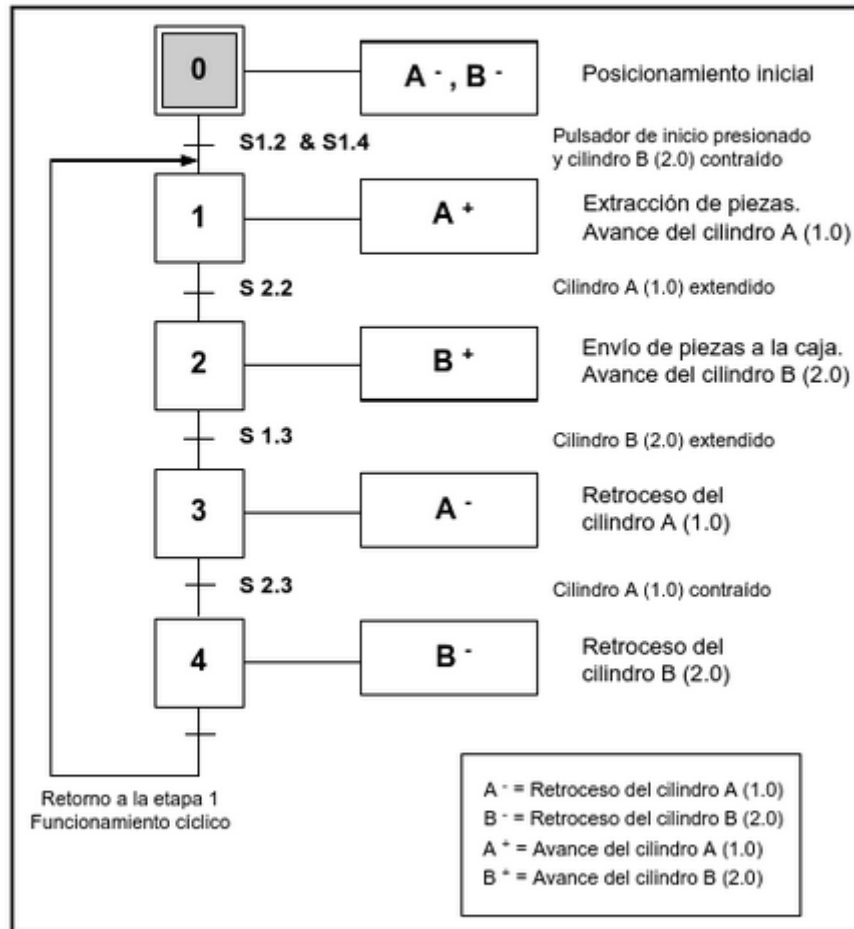 0
A - , B -
Posicionamiento inicial
S1.2 & S1.4
Pulsador de inicio presionado
y cilindro B (2.0) contraído
1
A +
Extracción de piezas.
Avance del cilindro A (1.0)
S 2.2
Cilindro A (1.0) extendido
2
B +
Envío de piezas a la caja.
Avance del cilindro B (2.0)
S 1.3
Cilindro B (2.0) extendido
3
A -
Retroceso del
cilindro A (1.0)
S 2.3
Cilindro A (1.0) contraído
4
B -
Retroceso del
cilindro B (2.0)
Retorno a la etapa 1
Funcionamiento cíclico
A - = Retroceso del cilindro A (1.0)
B - = Retroceso del cilindro B (2.0)
A + = Avance del cilindro A (1.0)
B + = Avance del cilindro B (2.0)